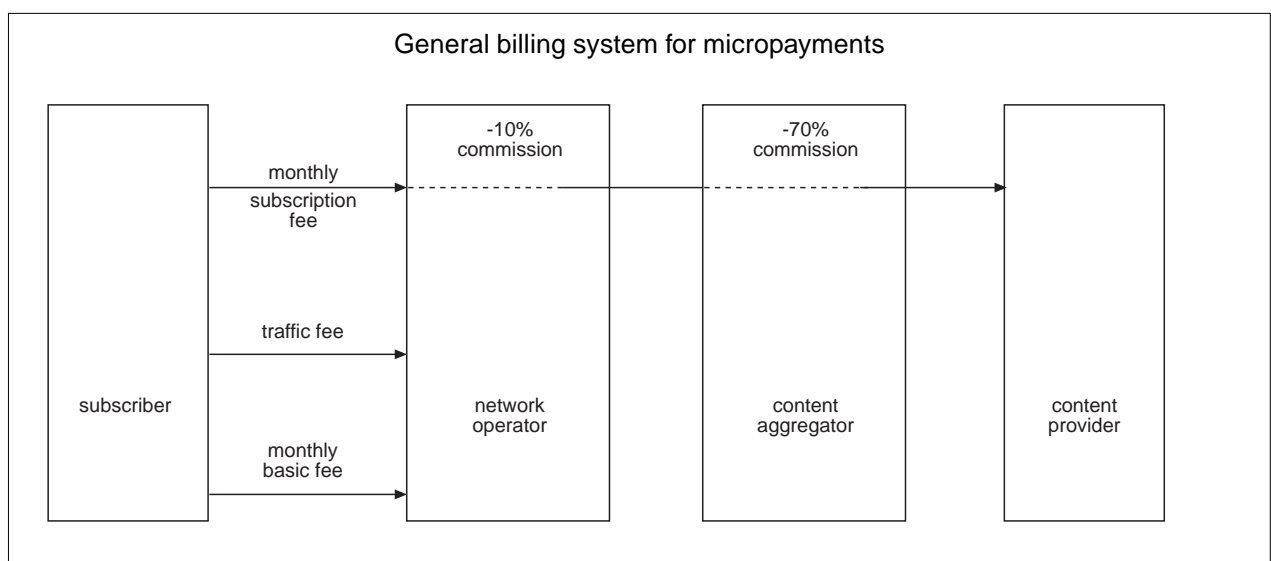 General billing system for micropayments
-10%
commission
-70%
commission
monthly
subscription
fee
traffic fee
subscriber
network
operator
content
aggregator
content
provider
monthly
basic fee